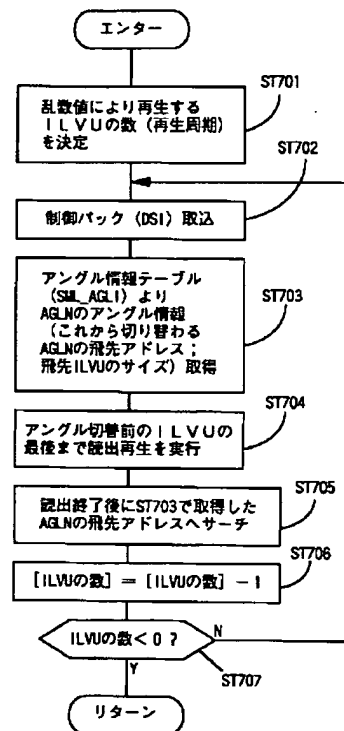 エンター
ST701
乱数値により再生する
ILVUの数(再生周期)
を決定
ST702
制御パック(DSI)取込
アングル情報テーブル
(SML_AGLI)より
AGLNのアングル情報
(これから切り替わる
AGLNの飛先アドレス;
飛先ILVUのサイズ)取得
ST703
ST704
アングル切替前のILVUの
最後まで読出再生を実行
ST705
読出終了後にST703で取得した
AGLNの飛先アドレスへサーチ
ST706
[ILVUの数]=[ILVUの数]-1
ILVUの数<0?
N
Y
ST707
リターン